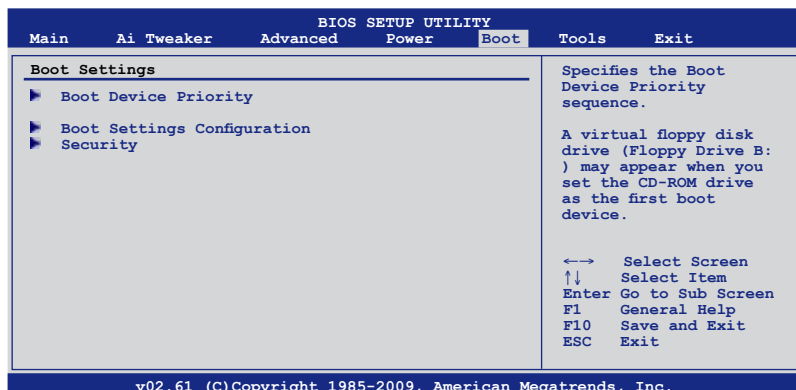 BIOS SETUP UTILITY
Main Ai Tweaker Advanced Power Boot Tools Exit
Boot Settings
Boot Device Priority
Boot Settings Configuration
Security
Specifies the Boot
Device Priority
sequence.
A virtual floppy disk
drive (Floppy Drive B:
) may appear when you
set the CD-ROM drive
as the first boot
device.
←→ Select Screen
↑↓ Select Item
Enter Go to Sub Screen
F1 General Help
F10 Save and Exit
ESC Exit
v02.61 (C)Copyright 1985-2009, American Megatrends, Inc.